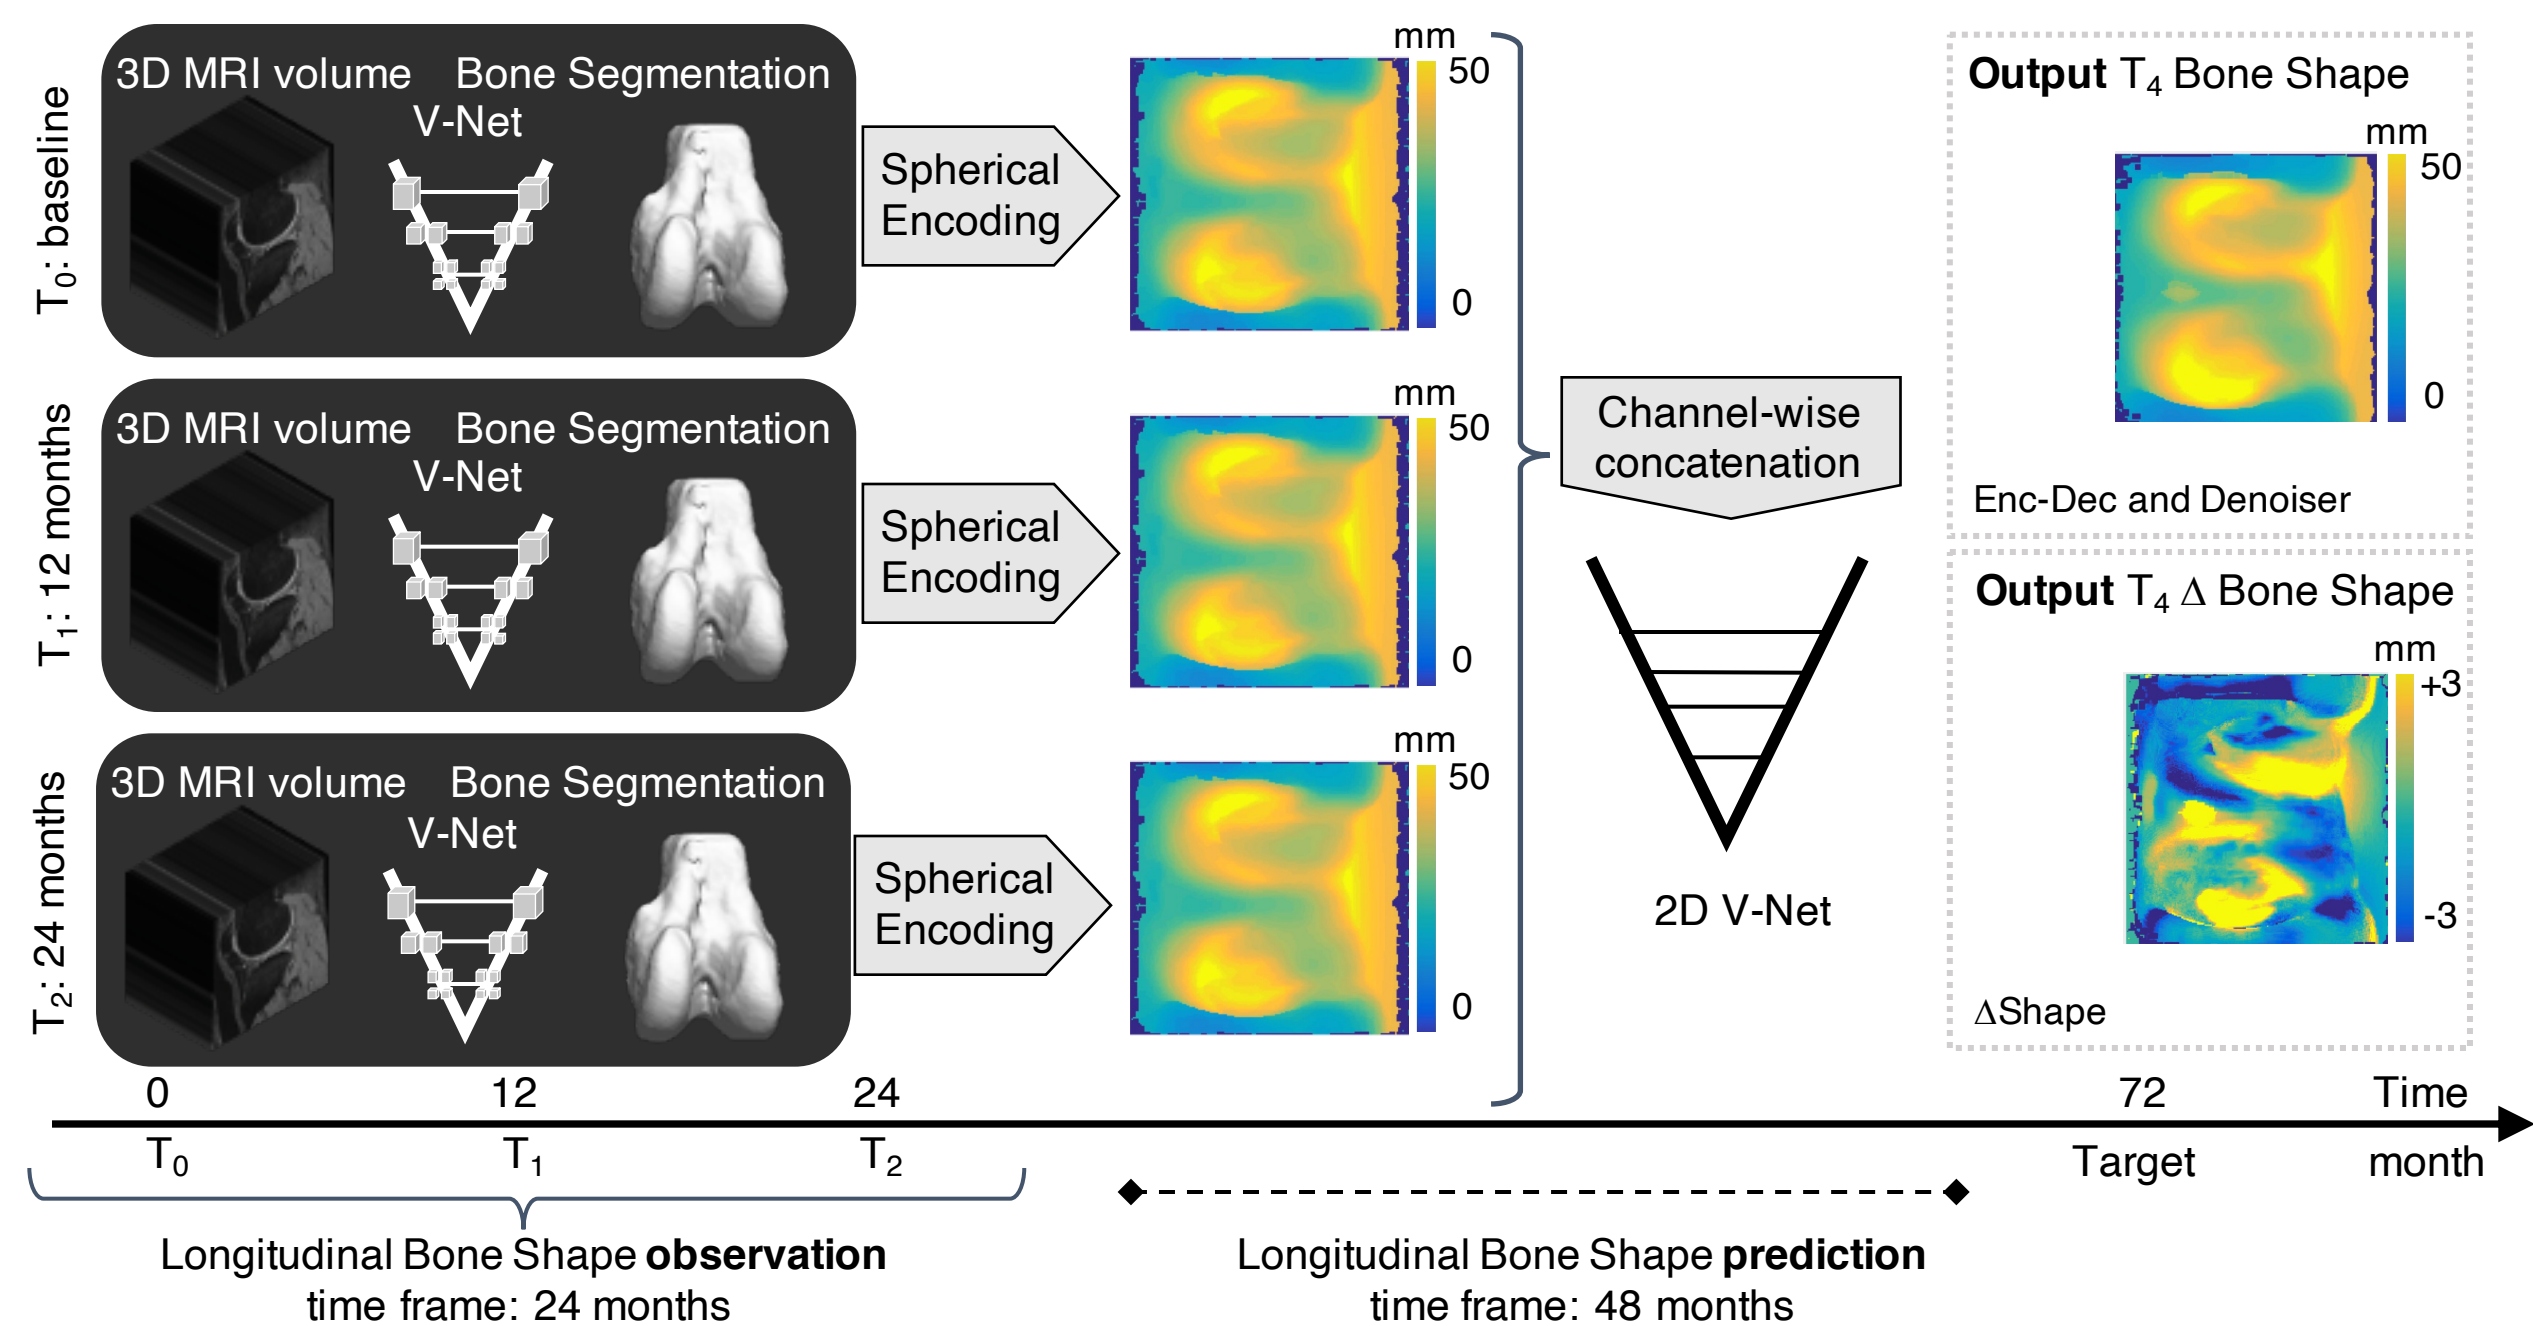 T0: baseline
3D MRI volume
Bone Segmentation
V-Net
Spherical
Encoding
mm
50
0
T1: 12 months
3D MRI volume
Bone Segmentation
V-Net
Spherical
Encoding
mm
50
0
T2: 24 months
3D MRI volume
Bone Segmentation
V-Net
Spherical
Encoding
mm
50
0
Channel-wise
concatenation
2D V-Net
Output T4 Bone Shape
mm
50
0
Enc-Dec and Denoiser
Output T4 Δ Bone Shape
mm
+3
-3
ΔShape
0
12
24
72
Time
T0
T1
T2
Target
month
Longitudinal Bone Shape observation
time frame: 24 months
Longitudinal Bone Shape prediction
time frame: 48 months